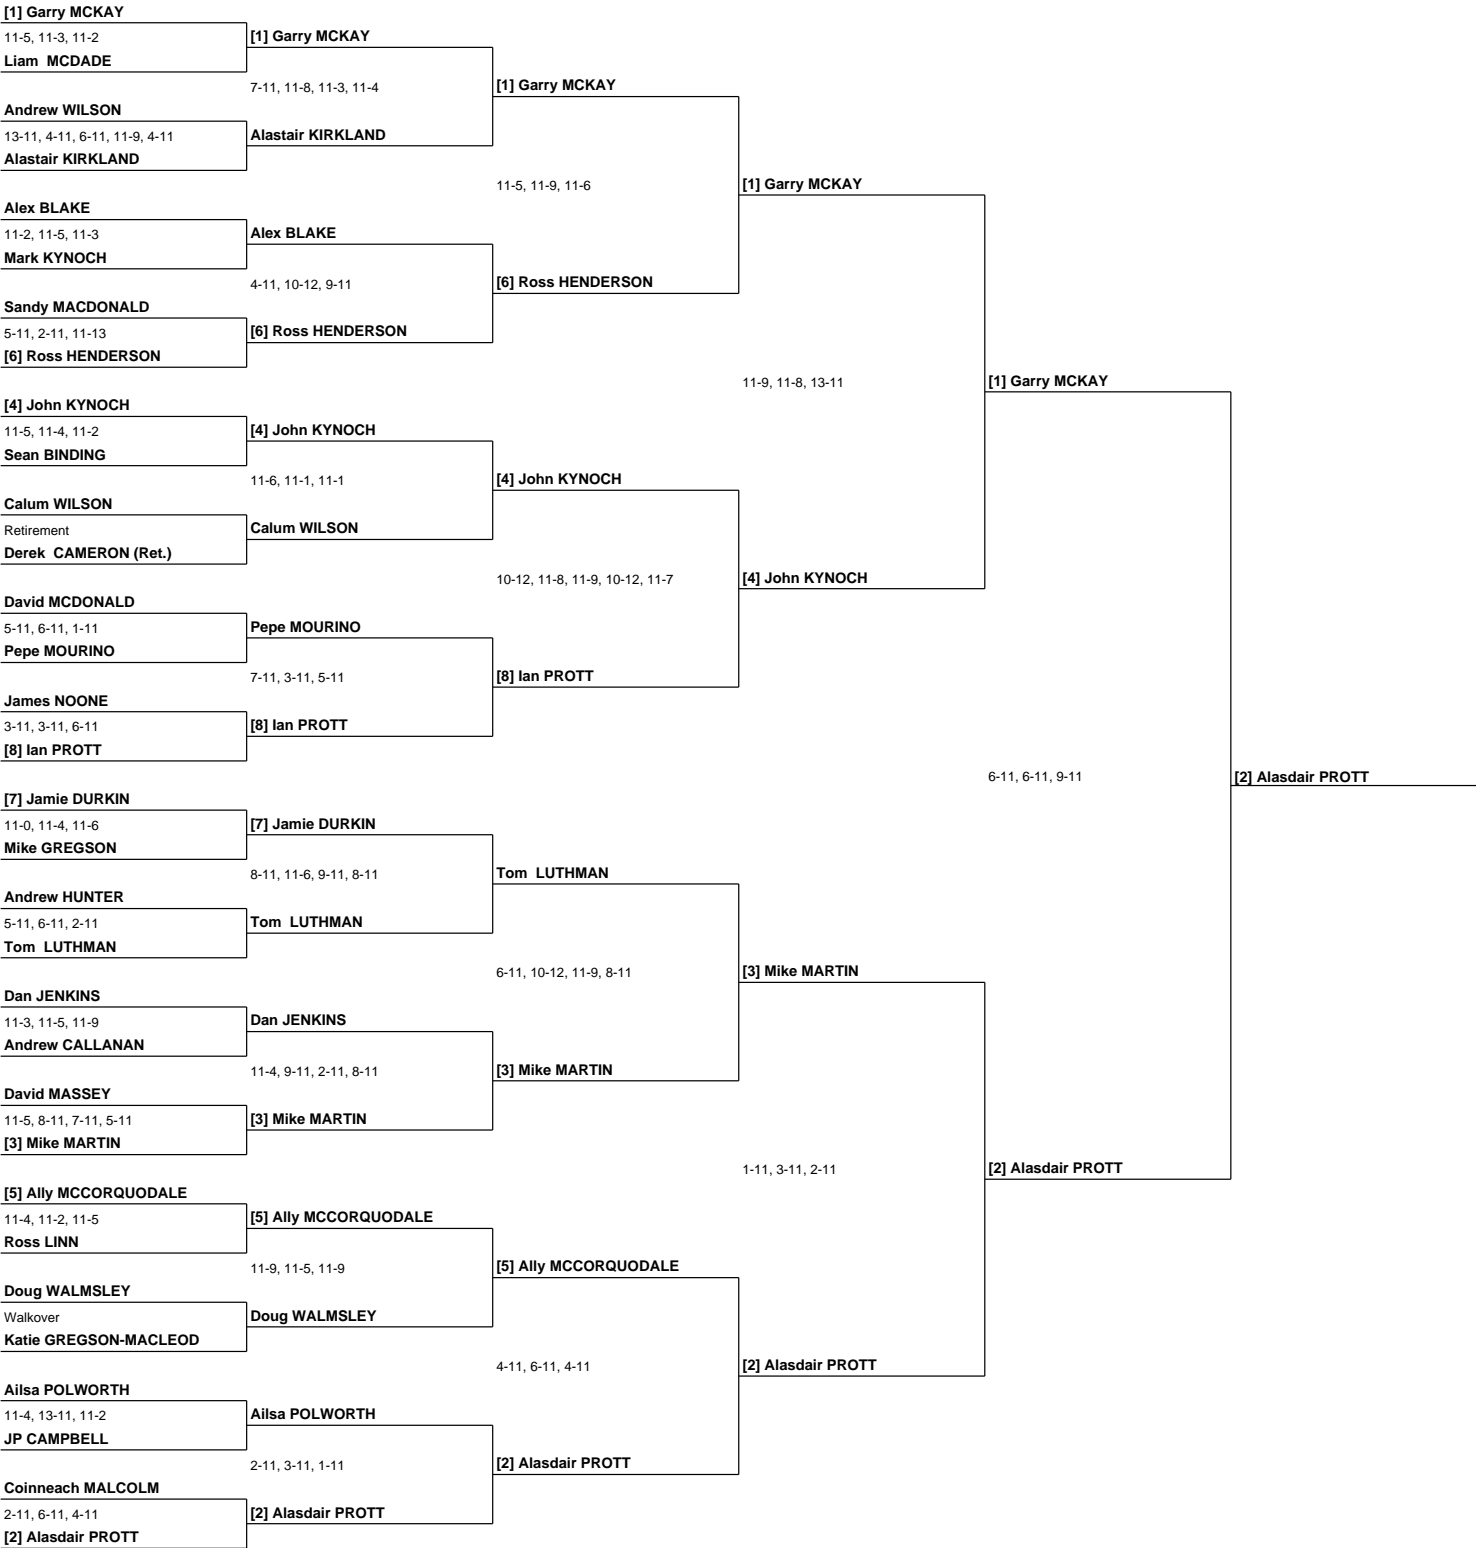 [1] Garry MCKAY
11-5, 11-3, 11-2
Liam  MCDADE
Andrew WILSON
13-11, 4-11, 6-11, 11-9, 4-11
Alastair KIRKLAND
Alex BLAKE
11-2, 11-5, 11-3
Mark KYNOCH
Sandy MACDONALD
5-11, 2-11, 11-13
[6] Ross HENDERSON
[4] John KYNOCH
11-5, 11-4, 11-2
Sean BINDING
Calum WILSON
Retirement
Derek  CAMERON (Ret.)
David MCDONALD
5-11, 6-11, 1-11
Pepe MOURINO
James NOONE
3-11, 3-11, 6-11
[8] Ian PROTT
[7] Jamie DURKIN
11-0, 11-4, 11-6
Mike GREGSON
Andrew HUNTER
5-11, 6-11, 2-11
Tom  LUTHMAN
Dan JENKINS
11-3, 11-5, 11-9
Andrew CALLANAN
David MASSEY
11-5, 8-11, 7-11, 5-11
[3] Mike MARTIN
[5] Ally MCCORQUODALE
11-4, 11-2, 11-5
Ross LINN
Doug WALMSLEY
Walkover
Katie GREGSON-MACLEOD
Ailsa POLWORTH
11-4, 13-11, 11-2
JP CAMPBELL
Coinneach MALCOLM
2-11, 6-11, 4-11
[2] Alasdair PROTT
[1] Garry MCKAY
7-11, 11-8, 11-3, 11-4
Alastair KIRKLAND
Alex BLAKE
4-11, 10-12, 9-11
[6] Ross HENDERSON
[4] John KYNOCH
11-6, 11-1, 11-1
Calum WILSON
Pepe MOURINO
7-11, 3-11, 5-11
[8] Ian PROTT
[7] Jamie DURKIN
8-11, 11-6, 9-11, 8-11
Tom  LUTHMAN
Dan JENKINS
11-4, 9-11, 2-11, 8-11
[3] Mike MARTIN
[5] Ally MCCORQUODALE
11-9, 11-5, 11-9
Doug WALMSLEY
Ailsa POLWORTH
2-11, 3-11, 1-11
[2] Alasdair PROTT
[1] Garry MCKAY
11-5, 11-9, 11-6
[6] Ross HENDERSON
[4] John KYNOCH
10-12, 11-8, 11-9, 10-12, 11-7
[8] Ian PROTT
Tom  LUTHMAN
6-11, 10-12, 11-9, 8-11
[3] Mike MARTIN
[5] Ally MCCORQUODALE
4-11, 6-11, 4-11
[2] Alasdair PROTT
[1] Garry MCKAY
11-9, 11-8, 13-11
[4] John KYNOCH
[3] Mike MARTIN
1-11, 3-11, 2-11
[2] Alasdair PROTT
[1] Garry MCKAY
6-11, 6-11, 9-11
[2] Alasdair PROTT
[2] Alasdair PROTT